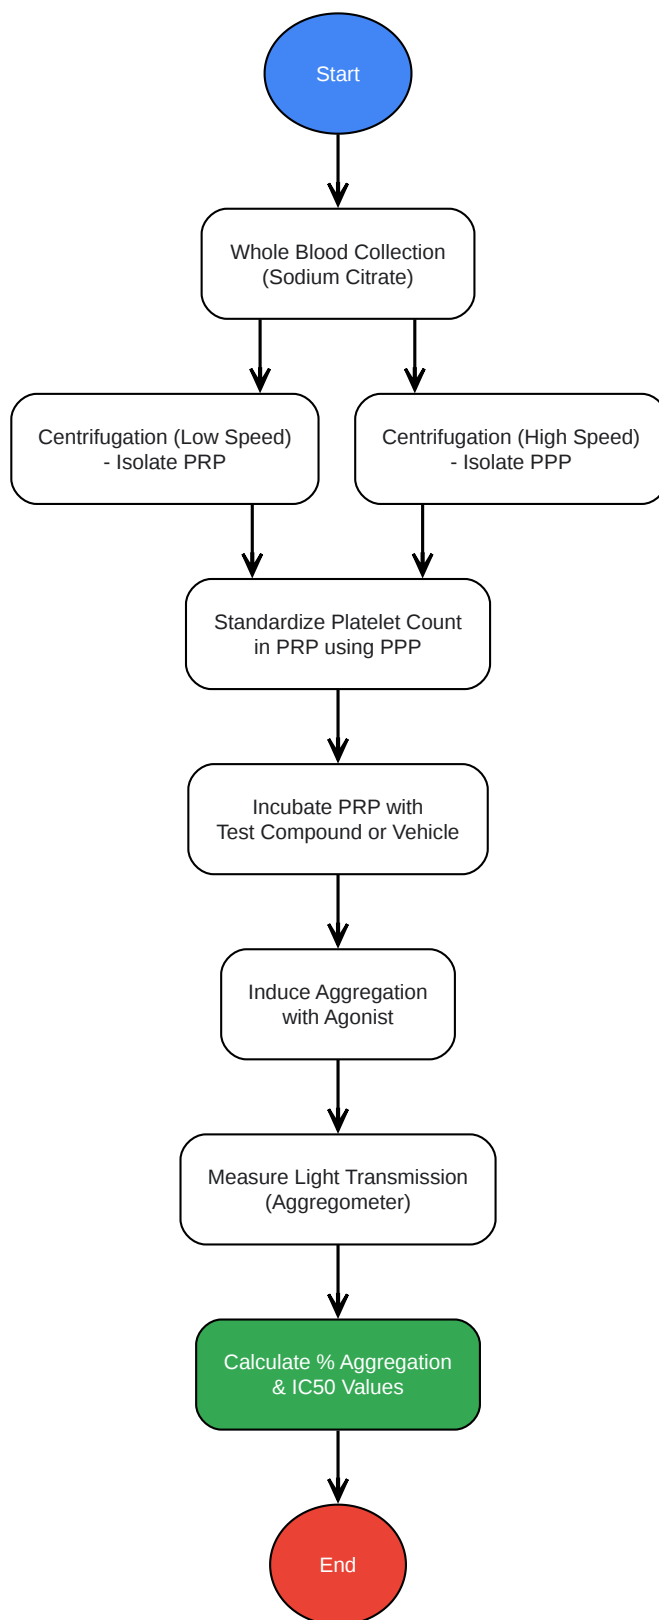 Start
Whole Blood Collection
(Sodium Citrate)
Centrifugation (Low Speed)
- Isolate PRP
Centrifugation (High Speed)
- Isolate PPP
Standardize Platelet Count
in PRP using PPP
Incubate PRP with
Test Compound or Vehicle
Induce Aggregation
with Agonist
Measure Light Transmission
(Aggregometer)
Calculate % Aggregation
& IC50 Values
End